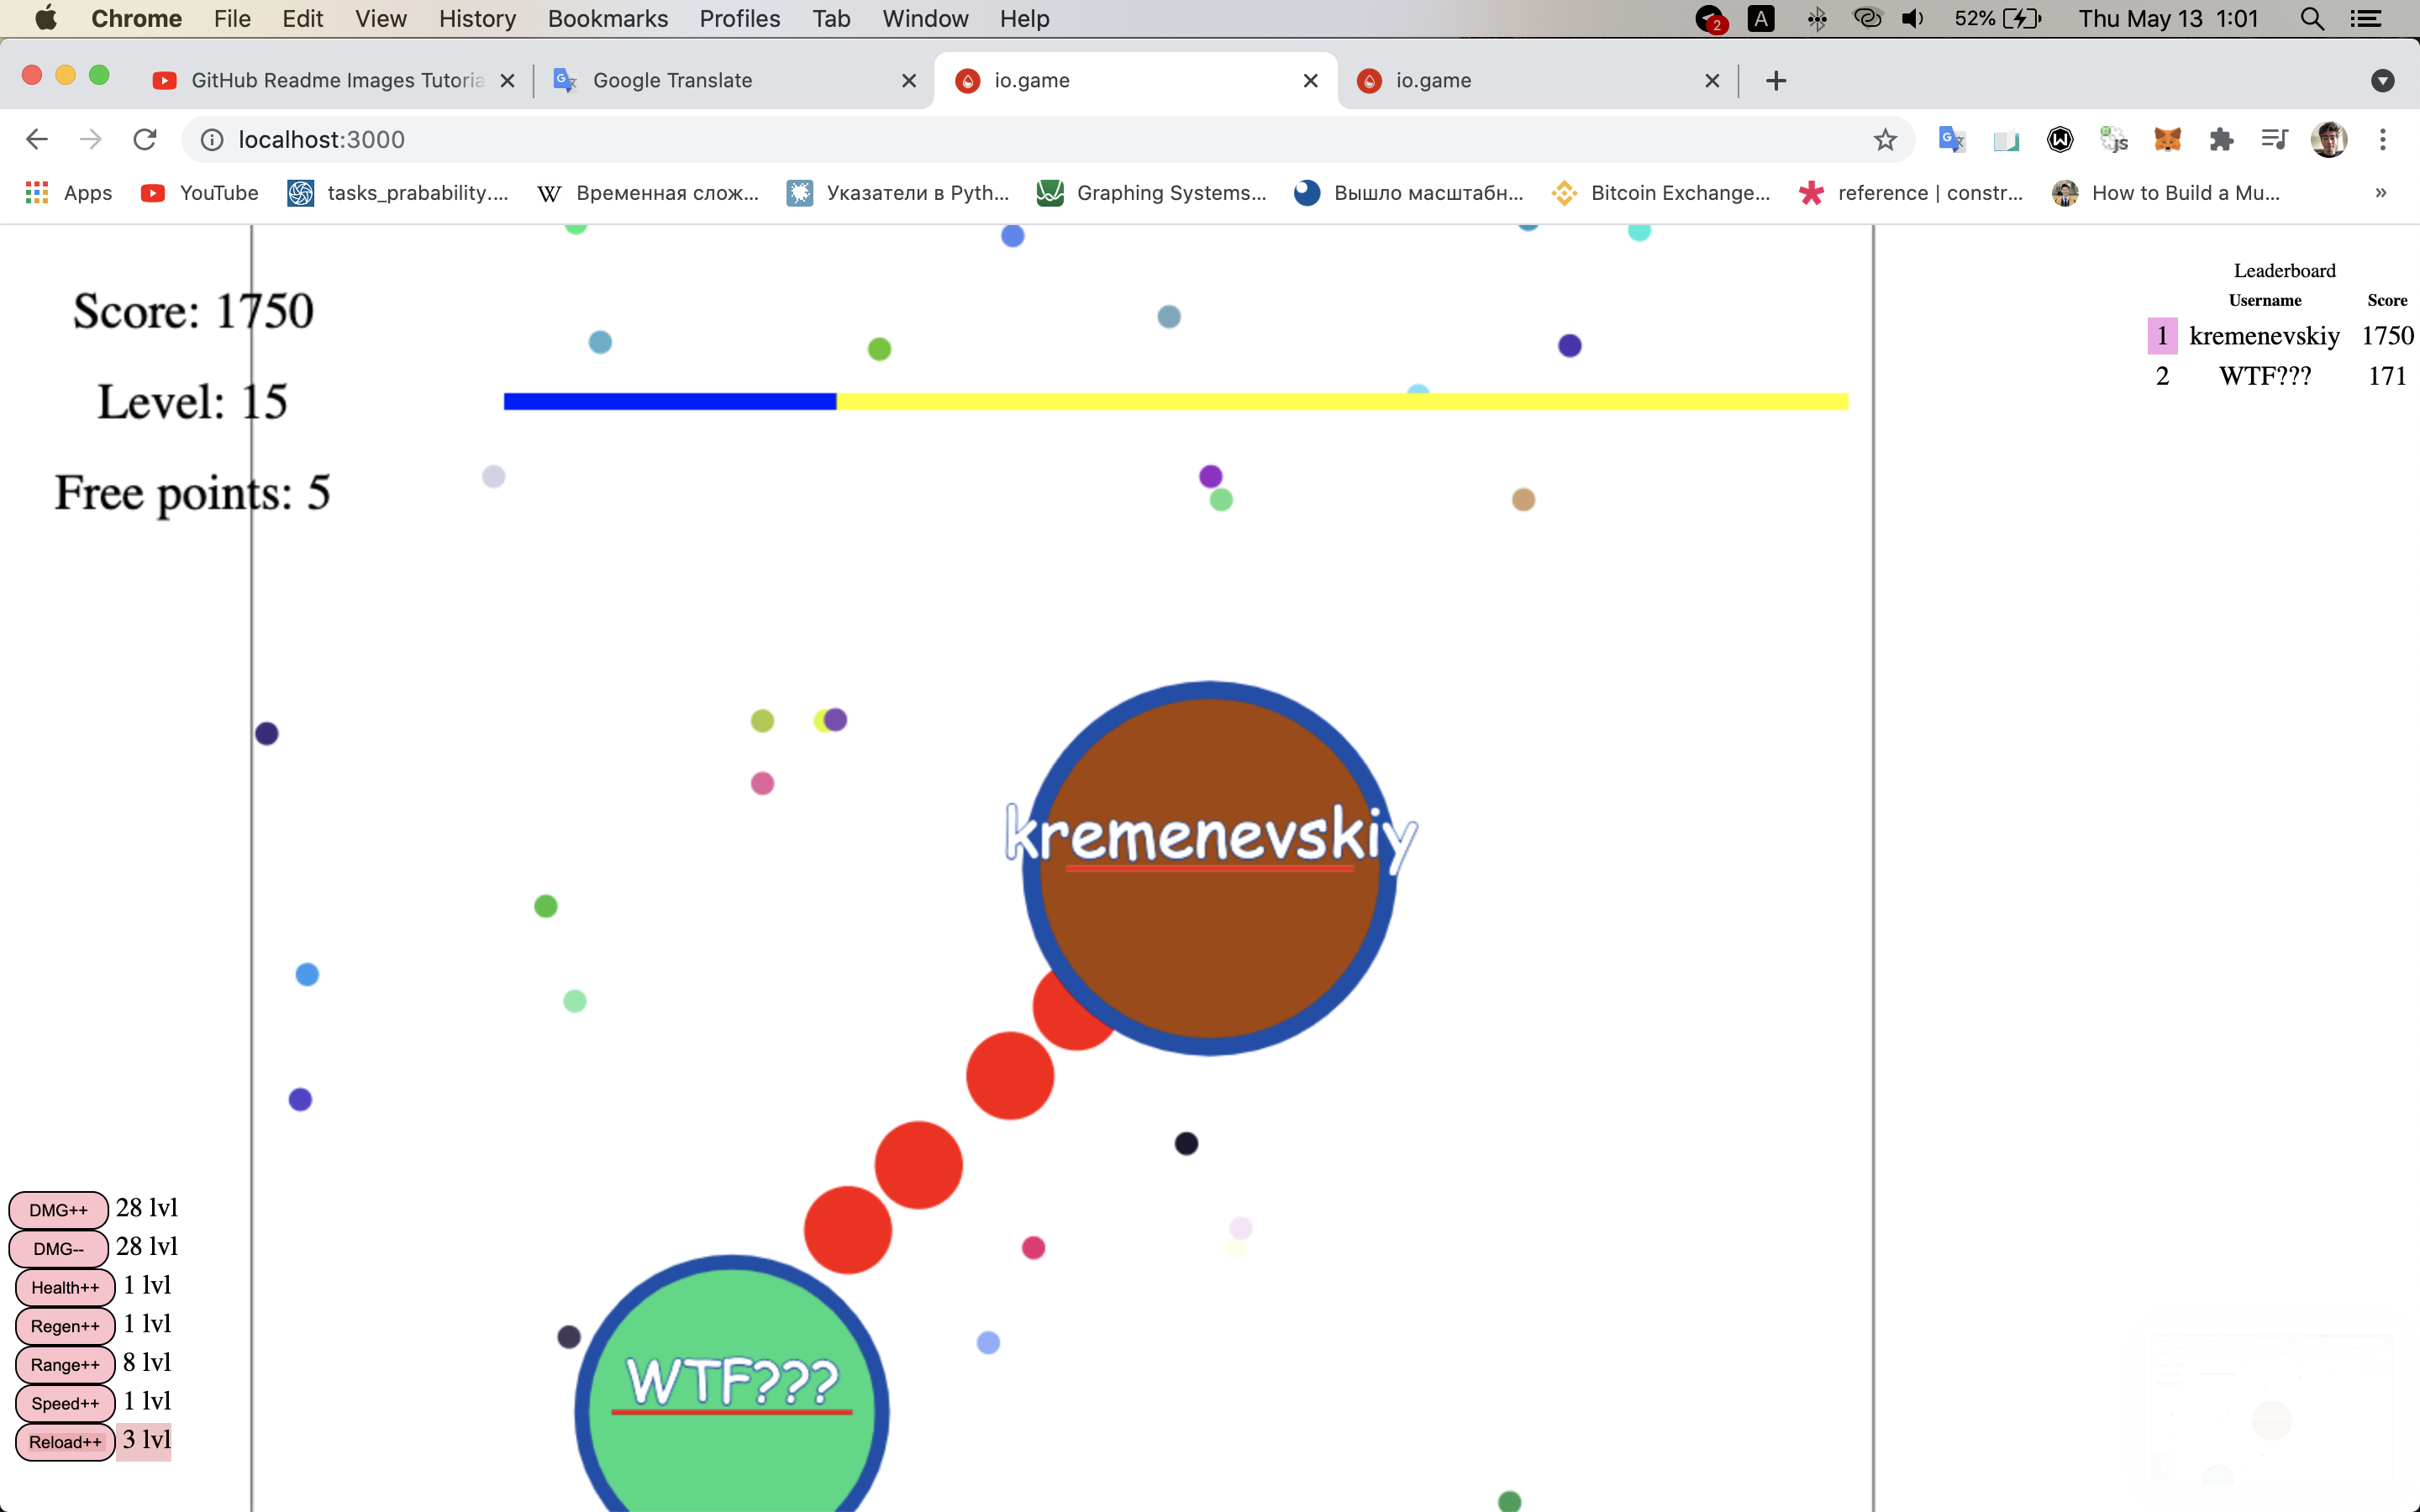 Chrome File Edit View History Bookmarks Profiles Tab Window Help 2 A 52% Thu May 13 1:01
GitHub Readme Images Tutoria Google Translate io.game io.game
localhost:3000
Apps YouTube tasks_prabability.... Временная слож... Указатели в Pyth... Graphing Systems... Вышло масштабн... Bitcoin Exchange... reference | constr... How to Build a Mu... »
Score: 1750
Level: 15
Free points: 5
Leaderboard
Username Score
1 kremenevskiy 1750
2 WTF??? 171
kremenevskiy
WTF???
DMG++ 28 lvl
DMG-- 28 lvl
Health++ 1 lvl
Regen++ 1 lvl
Range++ 8 lvl
Speed++ 1 lvl
Reload++ 3 lvl